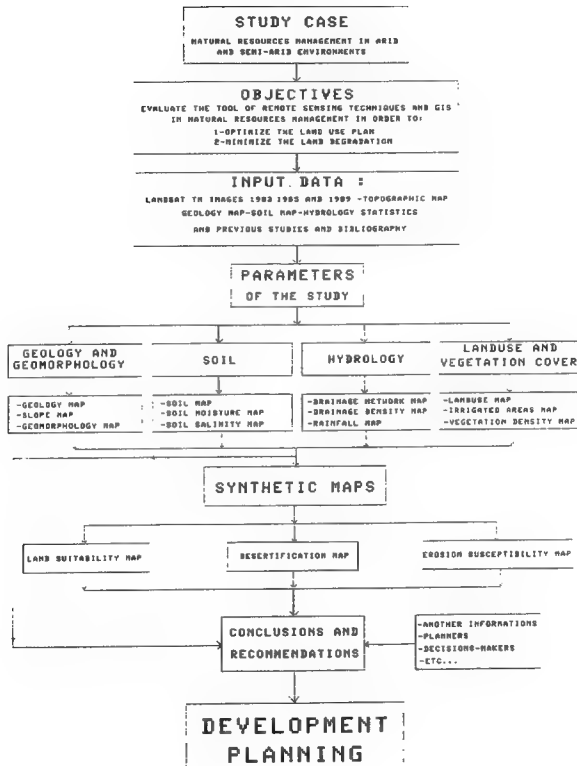 STUDY CASE
NATURAL RESOURCES MANAGEMENT IN ARID
AND SEMI-ARID ENVIRONMENTS
OBJECTIVES
EVALUATE THE TOOL OF REMOTE SENSING TECHNIQUES AND GIS
IN NATURAL RESOURCES MANAGEMENT IN ORDER TO:
1-OPTIMIZE THE LAND USE PLAN
2-MINIMIZE THE LAND DEGRADATION
INPUT DATA :
LANDSAT TM IMAGES 1983 1985 AND 1989 -TOPOGRAPHIC MAP
GEOLOGY MAP-SOIL MAP-HYDROLOGY STATISTICS
AND PREVIOUS STUDIES AND BIBLIOGRAPHY
PARAMETERS
OF THE STUDY
GEOLOGY AND
GEOMORPHOLOGY
-GEOLOGY MAP
-SLOPE MAP
-GEOMORPHOLOGY MAP
SOIL
-SOIL MAP
-SOIL MOISTURE MAP
-SOIL SALINITY MAP
HYDROLOGY
-DRAINAGE NETWORK MAP
-DRAINAGE DENSITY MAP
-RAINFALL MAP
LANDUSE AND
VEGETATION COVER
-LANDUSE MAP
-IRRIGATED AREAS MAP
-VEGETATION DENSITY MAP
SYNTHETIC MAPS
LAND SUITABILITY MAP
DESERTIFICATION MAP
EROSION SUSCEPTIBILITY MAP
CONCLUSIONS AND
RECOMMENDATIONS
-ANOTHER INFORMATIONS
-PLANNERS
-DECISIONS-MAKERS
-ETC...
DEVELOPMENT
PLANNING